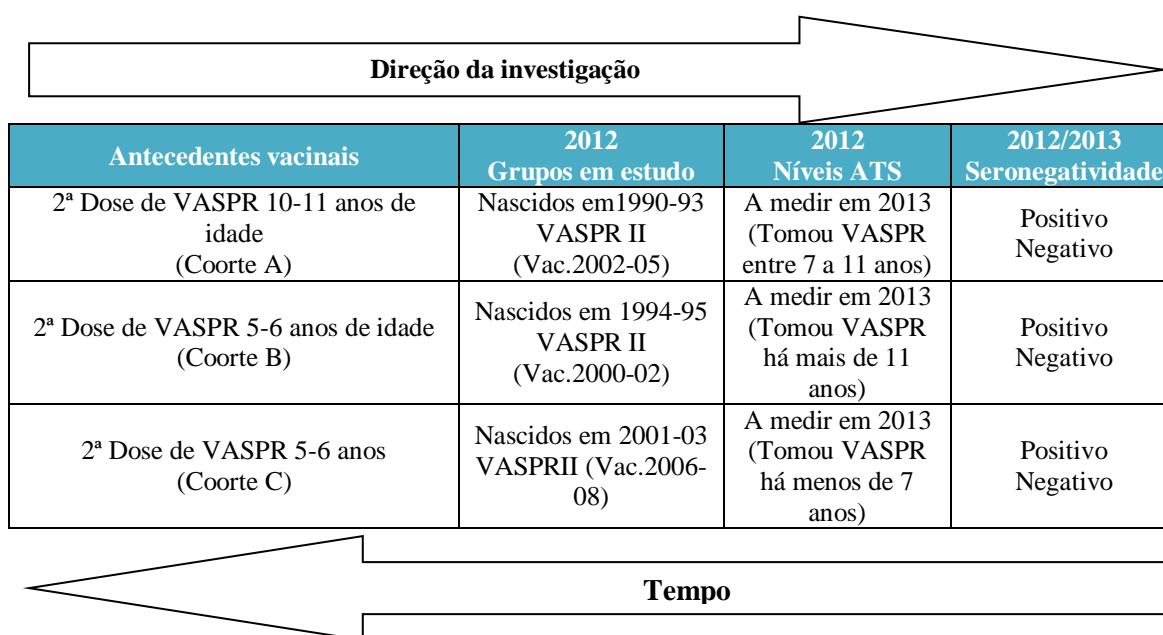 Direção da investigação
Antecedentes vacinais
2012
Grupos em estudo
2012
Níveis ATS
2012/2013
Seronegatividade
2ª Dose de VASPR 10-11 anos de
idade
(Coorte A)
Nascidos em1990-93
VASPR II
(Vac.2002-05)
A medir em 2013
(Tomou VASPR
entre 7 a 11 anos)
Positivo
Negativo
2ª Dose de VASPR 5-6 anos de idade
(Coorte B)
Nascidos em 1994-95
VASPR II
(Vac.2000-02)
A medir em 2013
(Tomou VASPR
há mais de 11
anos)
Positivo
Negativo
2ª Dose de VASPR 5-6 anos
(Coorte C)
Nascidos em 2001-03
VASPRII (Vac.2006-
08)
A medir em 2013
(Tomou VASPR
há menos de 7
anos)
Positivo
Negativo
Tempo